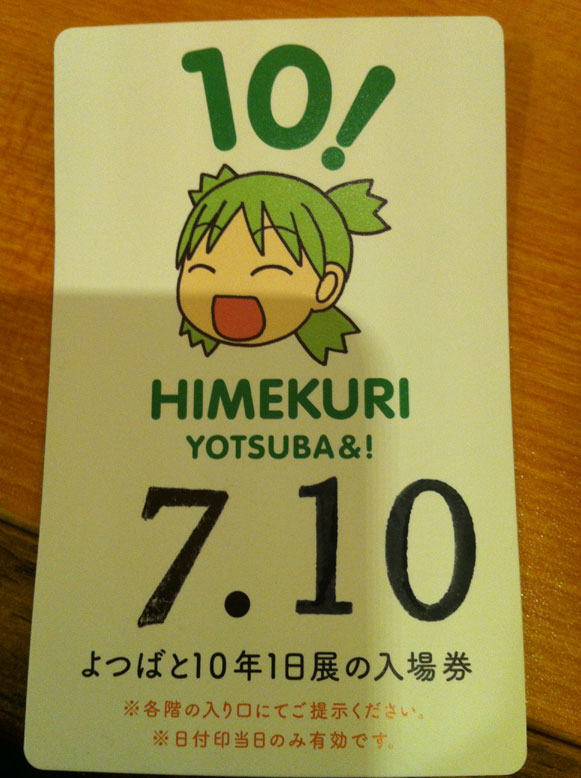 10!
HIMEKURI
YOTSUBA&!
7.10
よつばと10年1日展の入場券
※各階の入り口にてご提示ください。
※日付印当日のみ有効です。